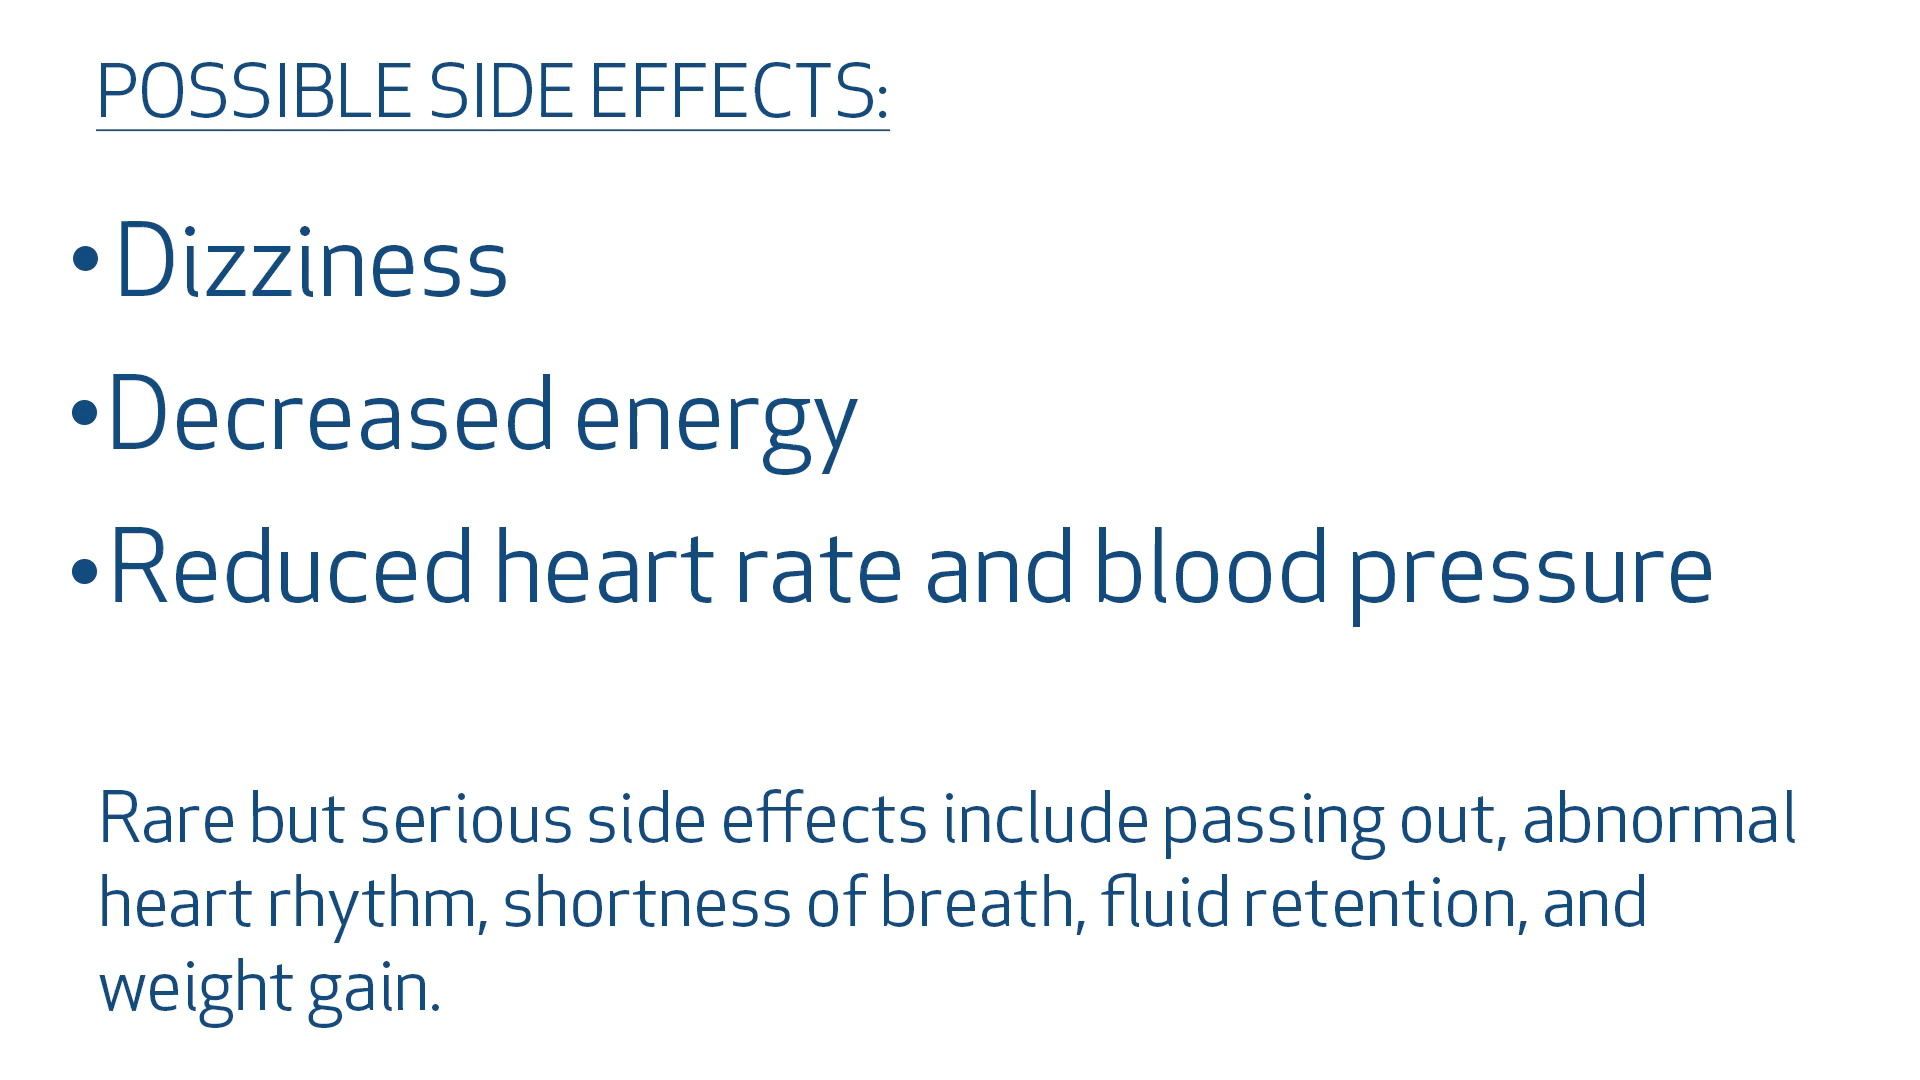 POSSIBLE SIDE EFFECTS:
• Dizziness
• Decreased energy
• Reduced heart rate and blood pressure
Rare but serious side effects include passing out, abnormal
heart rhythm, shortness of breath, fluid retention, and
weight gain.